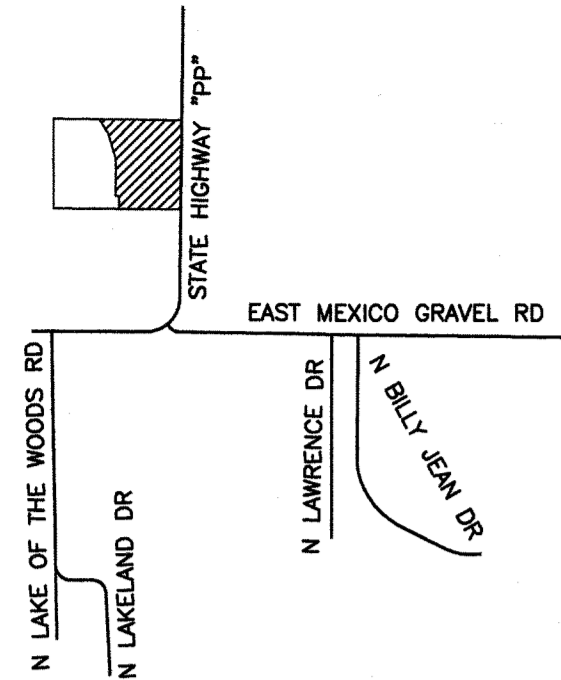 STATE HIGHWAY "PP"
EAST MEXICO GRAVEL RD
N LAKE OF THE WOODS RD
N LAKELAND DR
N LAWRENCE DR
N BILLY JEAN DR